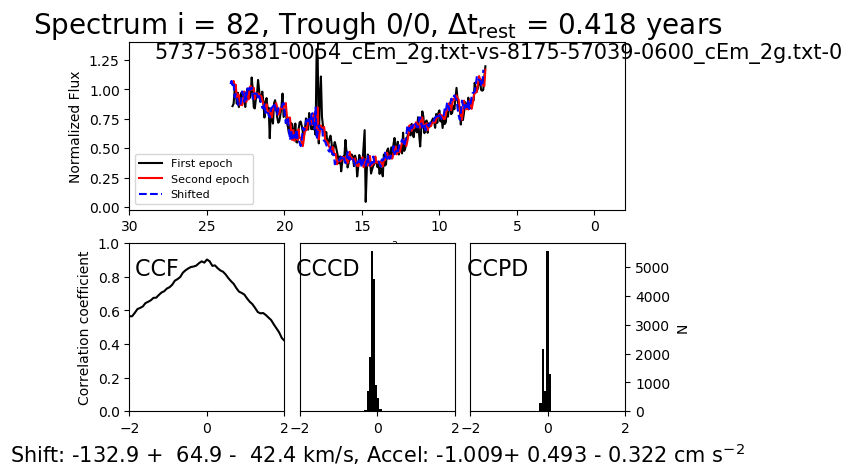 Spectrum i = 82, Trough 0/0, Δt_rest = 0.418 years
5737-56381-0054_cEm_2g.txt-vs-8175-57039-0600_cEm_2g.txt-0
Normalized Flux
1.25
1.00
0.75
0.50
0.25
0.00
First epoch
Second epoch
Shifted
30 25 20 15 10 5 0
Correlation coefficient
1.0
0.8
0.6
0.4
0.2
0.0
CCF
−2 0 2
CCCD
−2 0 2
CCPD
−2 0 2
5000
4000
3000
2000
1000
0
N
Shift: -132.9 + 64.9 - 42.4 km/s, Accel: -1.009+ 0.493 - 0.322 cm s⁻²